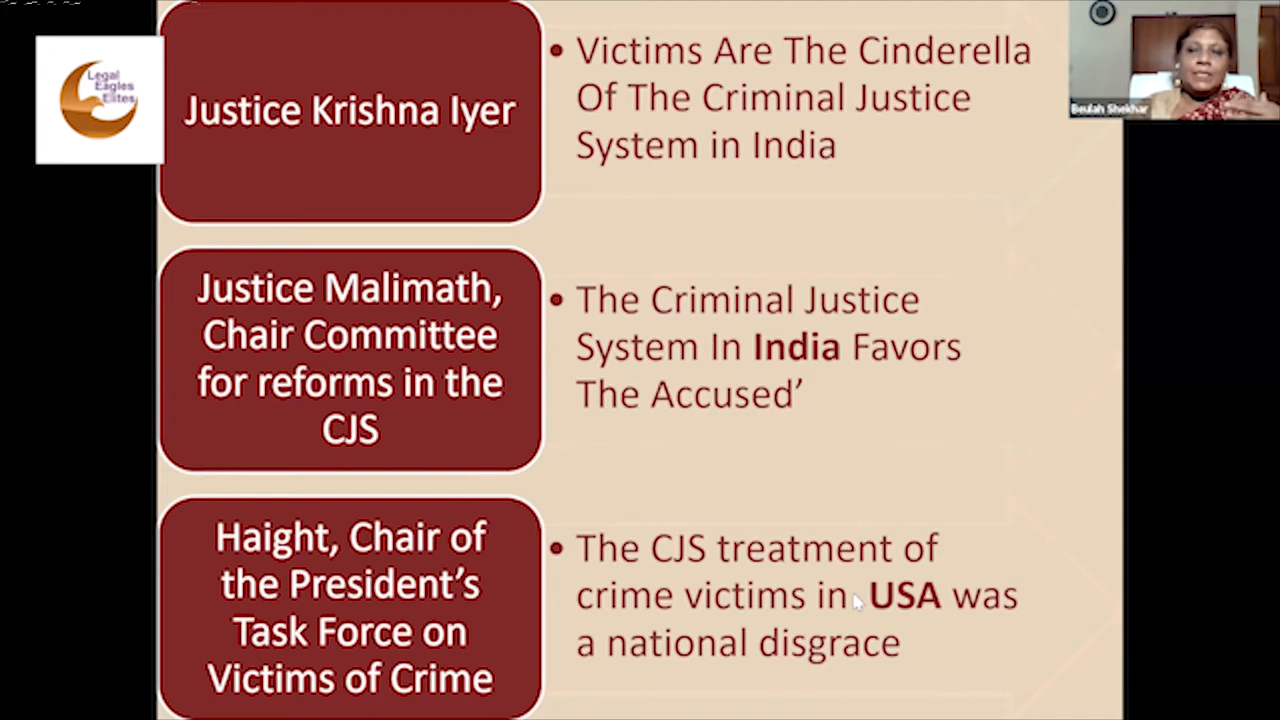 Legal
Eagles
Elites
Justice Krishna Iyer
• Victims Are The Cinderella
Of The Criminal Justice
System in India
Beulah Shekhar
Justice Malimath,
Chair Committee
for reforms in the
CJS
• The Criminal Justice
System In India Favors
The Accused’
Haight, Chair of
the President’s
Task Force on
Victims of Crime
• The CJS treatment of
crime victims in USA was
a national disgrace